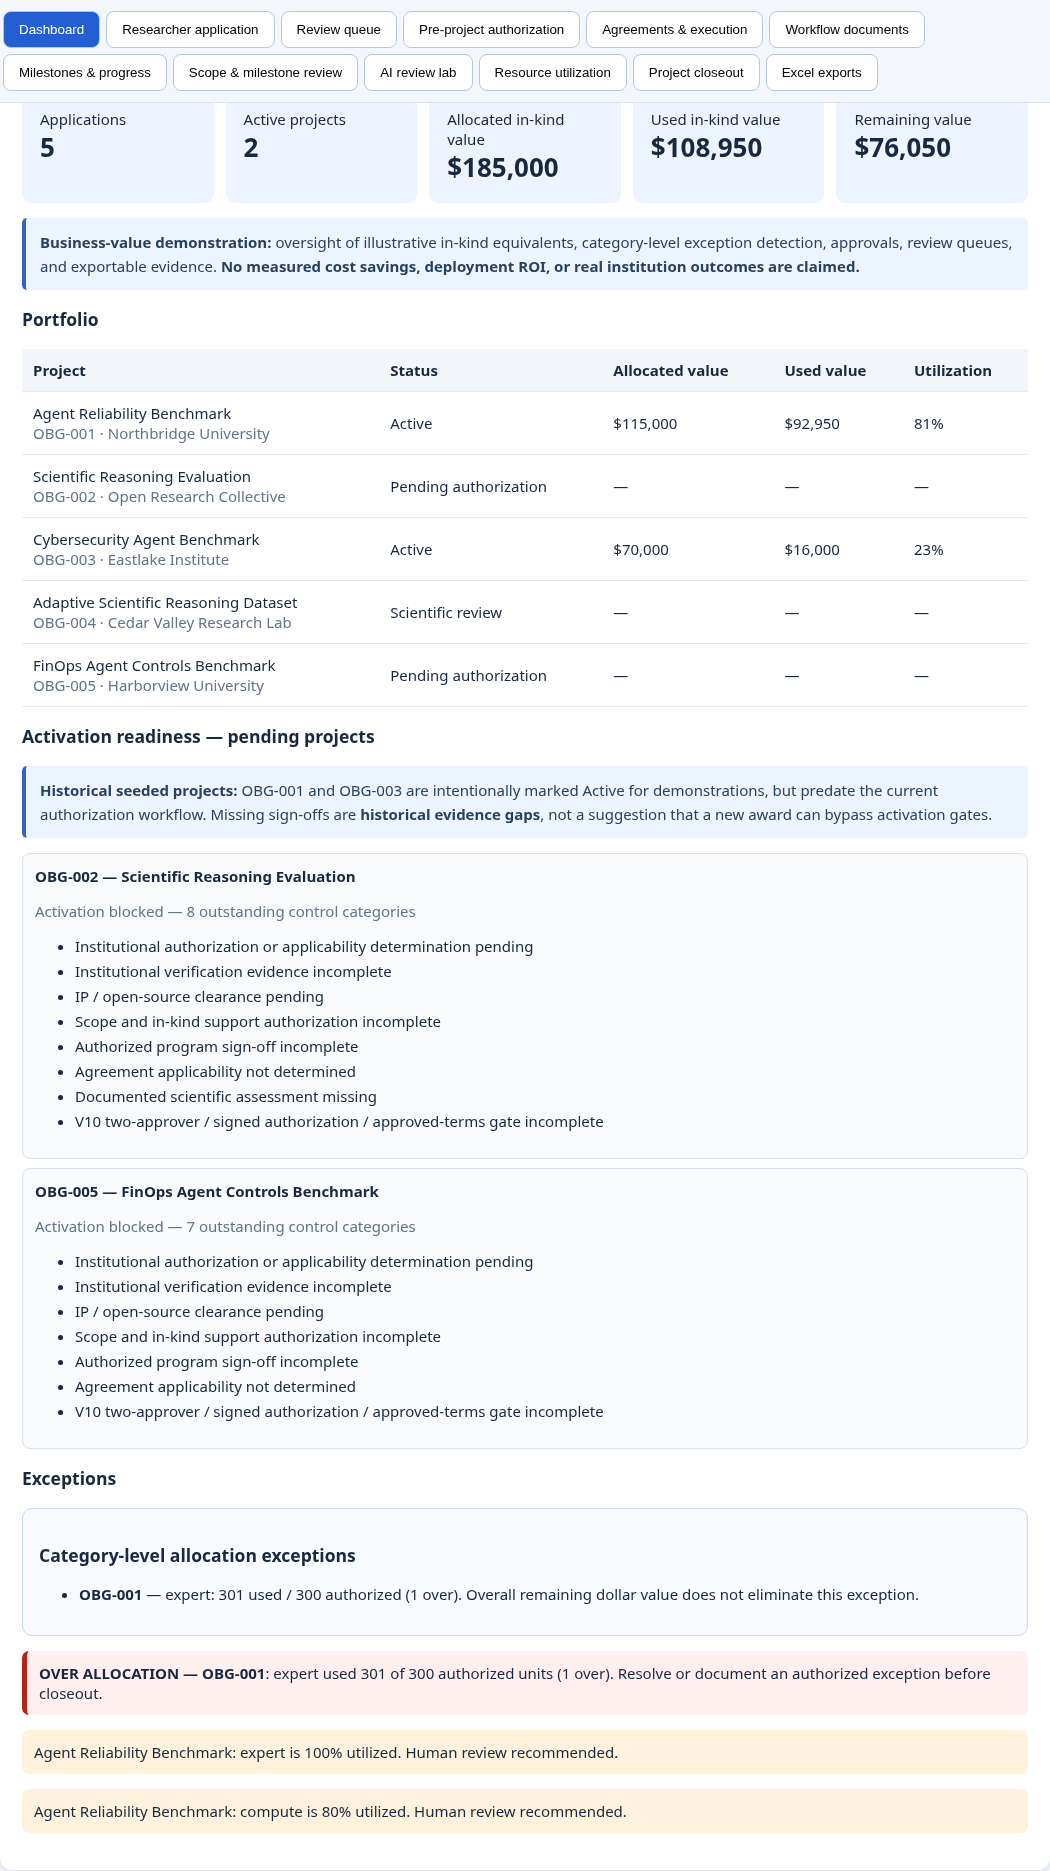 Dashboard
Researcher application
Review queue
Pre-project authorization
Agreements & execution
Workflow documents
Milestones & progress
Scope & milestone review
AI review lab
Resource utilization
Project closeout
Excel exports
Applications
5
Active projects
2
Allocated in-kind
value
$185,000
Used in-kind value
$108,950
Remaining value
$76,050
Business-value demonstration: oversight of illustrative in-kind equivalents, category-level exception detection, approvals, review queues,
and exportable evidence. No measured cost savings, deployment ROI, or real institution outcomes are claimed.
Portfolio
Project Status Allocated value Used value Utilization
Agent Reliability Benchmark
OBG-001 · Northbridge University
Active $115,000 $92,950 81%
Scientific Reasoning Evaluation
OBG-002 · Open Research Collective
Pending authorization — — —
Cybersecurity Agent Benchmark
OBG-003 · Eastlake Institute
Active $70,000 $16,000 23%
Adaptive Scientific Reasoning Dataset
OBG-004 · Cedar Valley Research Lab
Scientific review — — —
FinOps Agent Controls Benchmark
OBG-005 · Harborview University
Pending authorization — — —
Activation readiness — pending projects
Historical seeded projects: OBG-001 and OBG-003 are intentionally marked Active for demonstrations, but predate the current
authorization workflow. Missing sign-offs are historical evidence gaps, not a suggestion that a new award can bypass activation gates.
OBG-002 — Scientific Reasoning Evaluation
Activation blocked — 8 outstanding control categories
• Institutional authorization or applicability determination pending
• Institutional verification evidence incomplete
• IP / open-source clearance pending
• Scope and in-kind support authorization incomplete
• Authorized program sign-off incomplete
• Agreement applicability not determined
• Documented scientific assessment missing
• V10 two-approver / signed authorization / approved-terms gate incomplete
OBG-005 — FinOps Agent Controls Benchmark
Activation blocked — 7 outstanding control categories
• Institutional authorization or applicability determination pending
• Institutional verification evidence incomplete
• IP / open-source clearance pending
• Scope and in-kind support authorization incomplete
• Authorized program sign-off incomplete
• Agreement applicability not determined
• V10 two-approver / signed authorization / approved-terms gate incomplete
Exceptions
Category-level allocation exceptions
• OBG-001 — expert: 301 used / 300 authorized (1 over). Overall remaining dollar value does not eliminate this exception.
OVER ALLOCATION — OBG-001: expert used 301 of 300 authorized units (1 over). Resolve or document an authorized exception before
closeout.
Agent Reliability Benchmark: expert is 100% utilized. Human review recommended.
Agent Reliability Benchmark: compute is 80% utilized. Human review recommended.